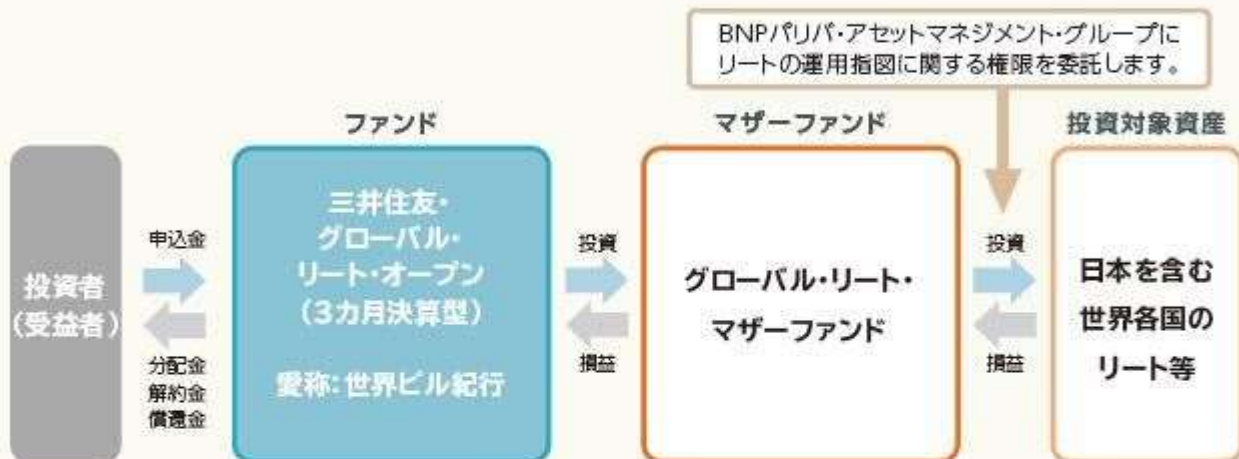 BNPパリバ・アセットマネジメント・グループに
リートの運用指図に関する権限を委託します。
ファンド
マザーファンド
投資対象資産
投資者
(受益者)
申込金
分配金
解約金
償還金
三井住友・
グローバル・
リート・オープン
(3カ月決算型)
愛称:世界ビル紀行
投資
損益
グローバル・リート・
マザーファンド
投資
損益
日本を含む
世界各国の
リート等